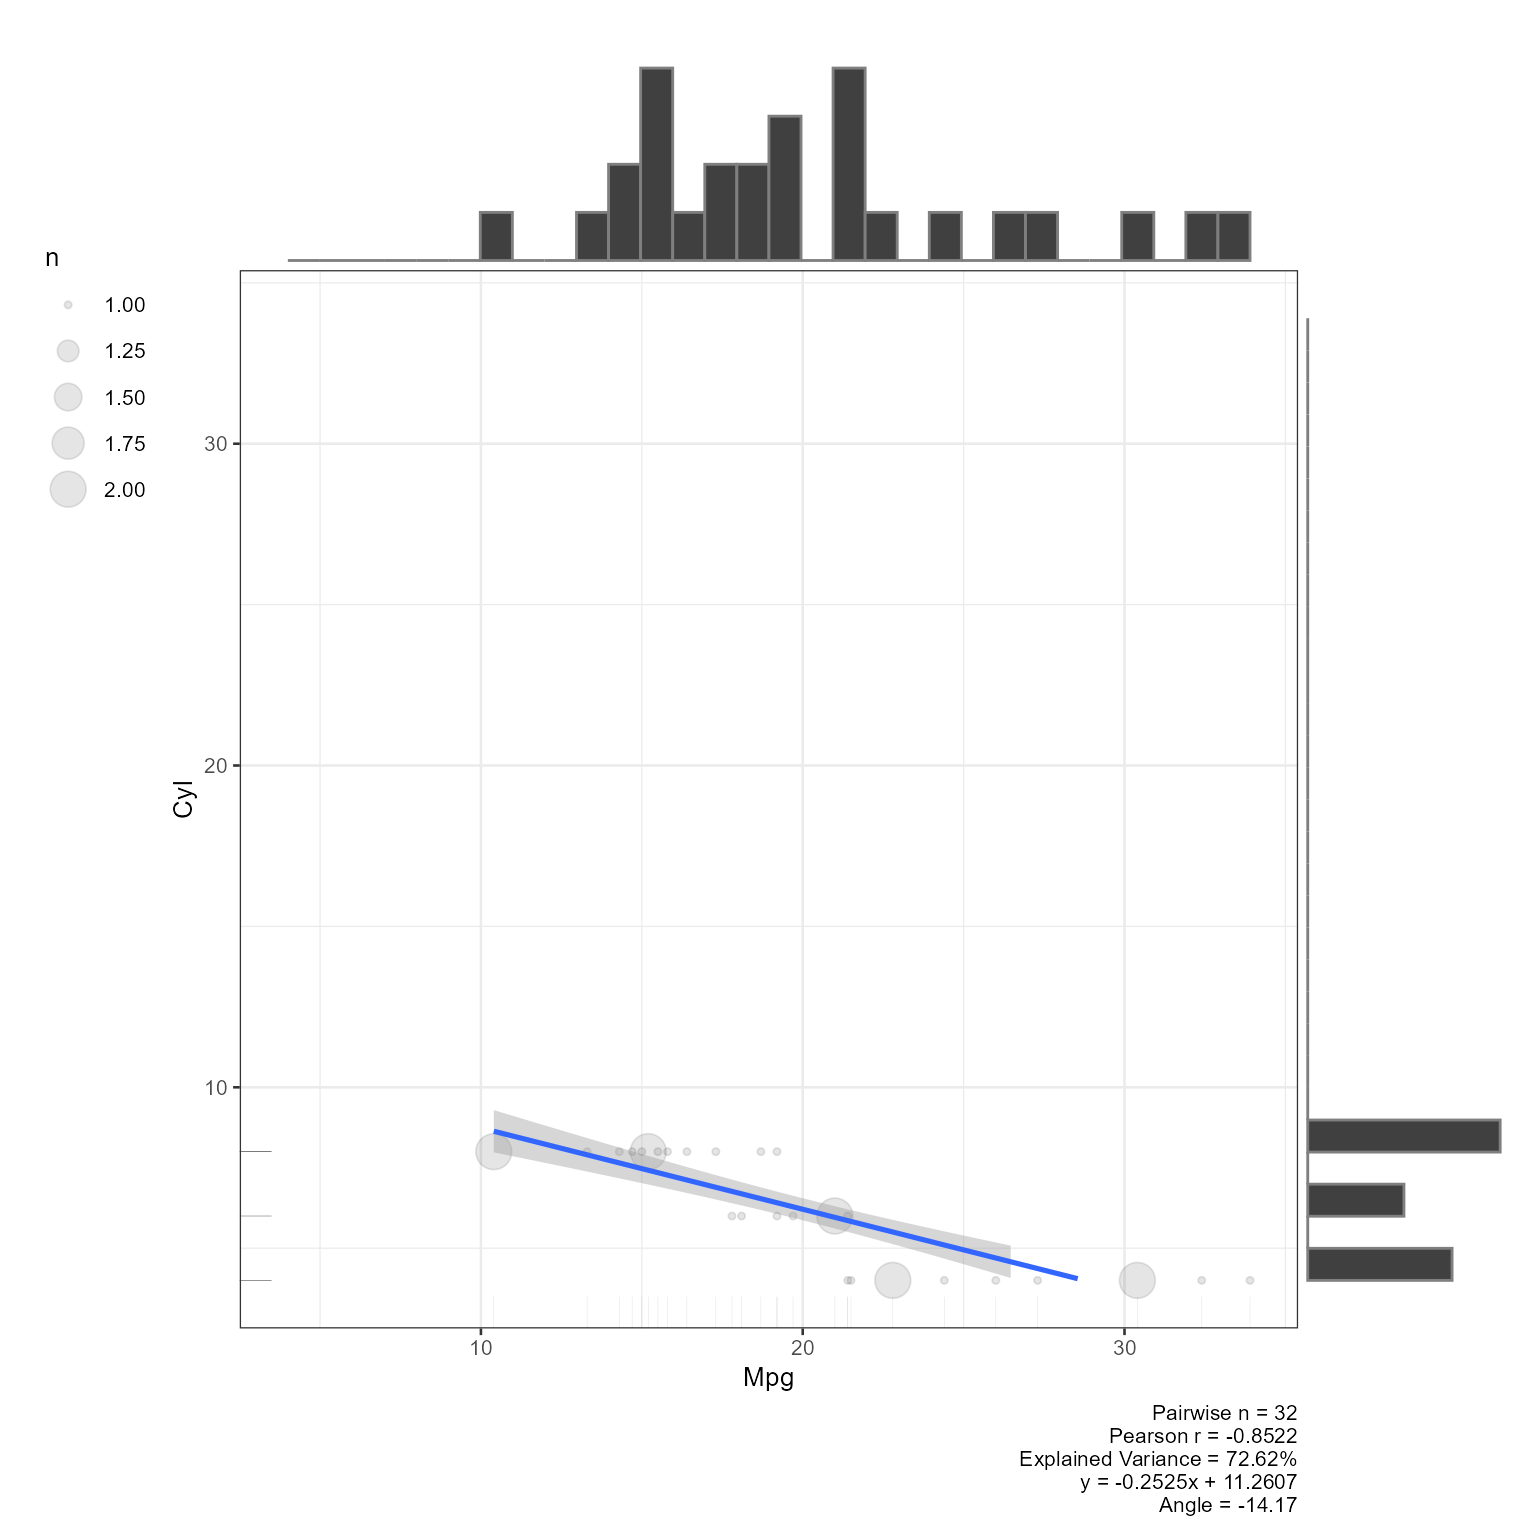 n
1.00
1.25
1.50
1.75
2.00
Cyl
30
20
10
10
20
30
Mpg
Pairwise n = 32
Pearson r = -0.8522
Explained Variance = 72.62%
y = -0.2525x + 11.2607
Angle = -14.17